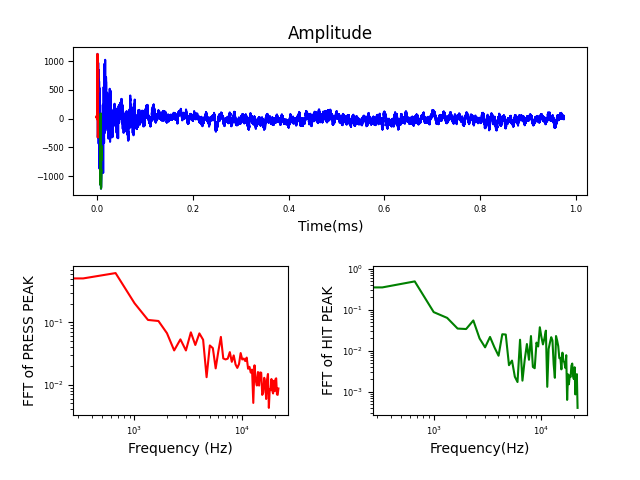 Amplitude
1000
500
0
−500
−1000
0.0 0.2 0.4 0.6 0.8 1.0
Time(ms)
FFT of PRESS PEAK
10⁻¹
10⁻²
10³ 10⁴
Frequency (Hz)
FFT of HIT PEAK
10⁰
10⁻¹
10⁻²
10⁻³
10³ 10⁴
Frequency(Hz)